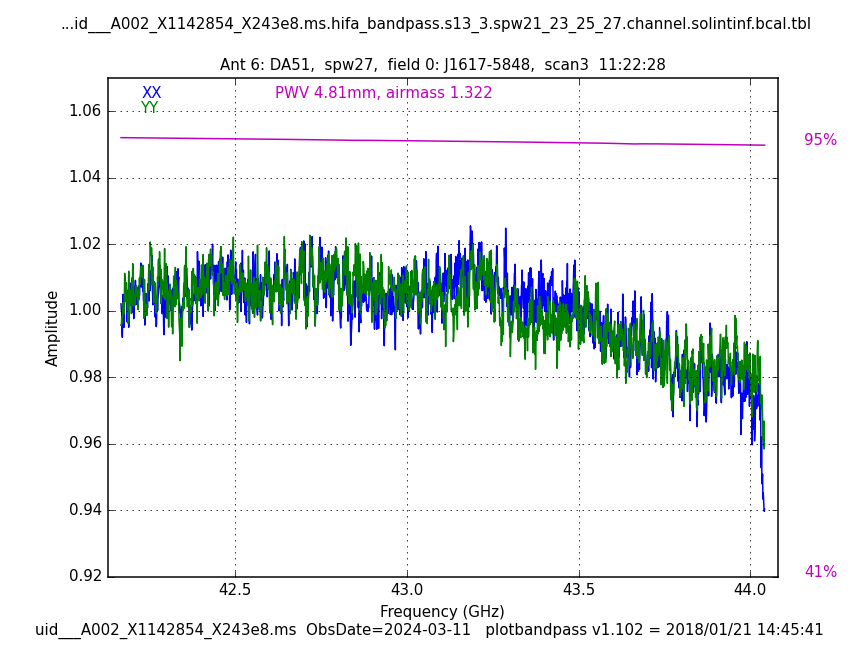 ...id___A002_X1142854_X243e8.ms.hifa_bandpass.s13_3.spw21_23_25_27.channel.solintinf.bcal.tbl
Ant 6: DA51,  spw27,  field 0: J1617-5848,  scan3  11:22:28
XX
YY
PWV 4.81mm, airmass 1.322
1.06
1.04
1.02
1.00
0.98
0.96
0.94
0.92
Amplitude
95%
41%
42.5
43.0
43.5
44.0
Frequency (GHz)
uid___A002_X1142854_X243e8.ms  ObsDate=2024-03-11   plotbandpass v1.102 = 2018/01/21 14:45:41